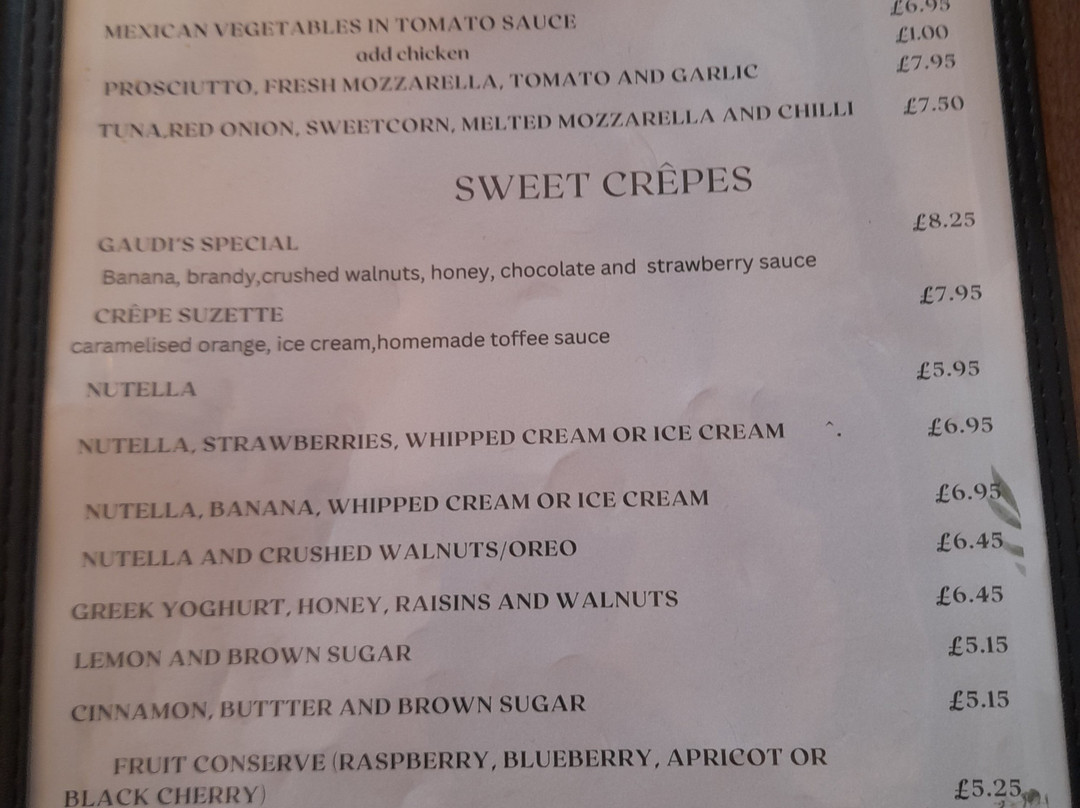 MEXICAN VEGETABLES IN TOMATO SAUCE £6.95
add chicken £1.00
PROSCIUTTO, FRESH MOZZARELLA, TOMATO AND GARLIC £7.95
TUNA,RED ONION, SWEETCORN, MELTED MOZZARELLA AND CHILLI £7.50
SWEET CRÊPES
GAUDI'S SPECIAL £8.25
Banana, brandy,crushed walnuts, honey, chocolate and strawberry sauce
CRÊPE SUZETTE £7.95
caramelised orange, ice cream,homemade toffee sauce
NUTELLA £5.95
NUTELLA, STRAWBERRIES, WHIPPED CREAM OR ICE CREAM ^. £6.95
NUTELLA, BANANA, WHIPPED CREAM OR ICE CREAM £6.95
NUTELLA AND CRUSHED WALNUTS/OREO £6.45
GREEK YOGHURT, HONEY, RAISINS AND WALNUTS £6.45
LEMON AND BROWN SUGAR £5.15
CINNAMON, BUTTTER AND BROWN SUGAR £5.15
FRUIT CONSERVE (RASPBERRY, BLUEBERRY, APRICOT OR
BLACK CHERRY) £5.25